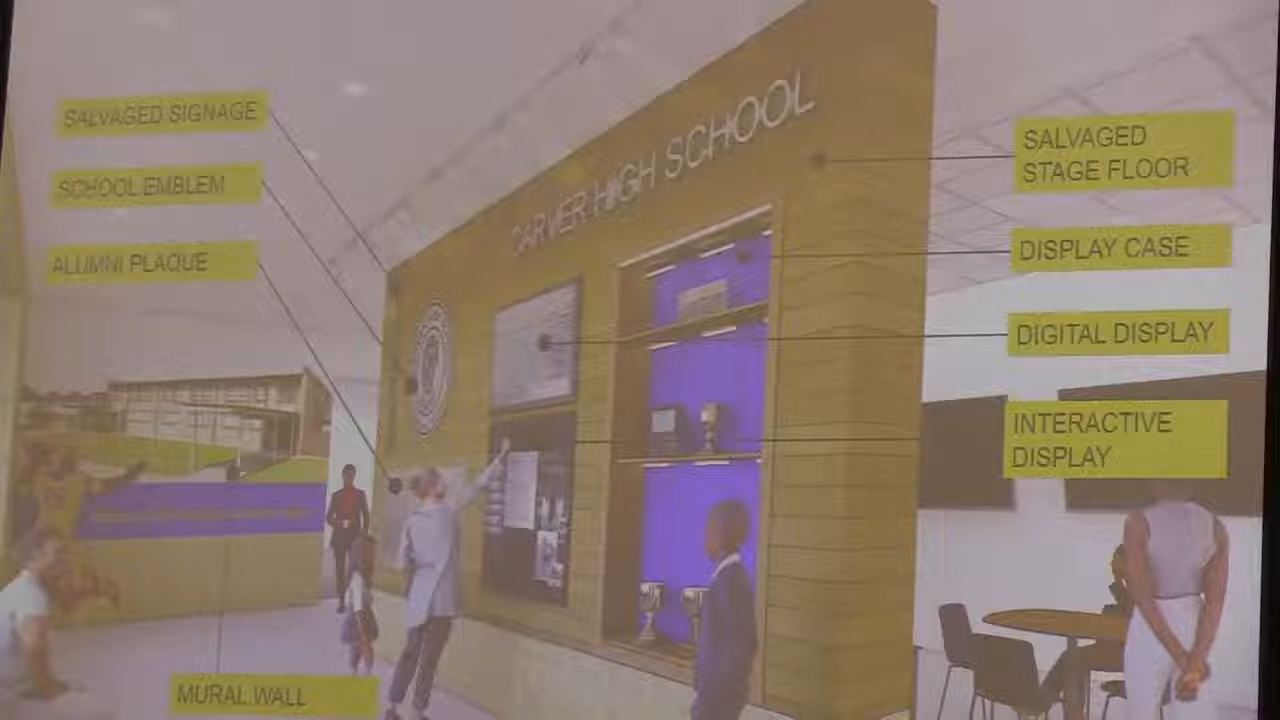 SALVAGED SIGNAGE
SCHOOL EMBLEM
ALUMNI PLAQUE
CARVER HIGH SCHOOL
SALVAGED
STAGE FLOOR
DISPLAY CASE
DIGITAL DISPLAY
INTERACTIVE
DISPLAY
MURAL WALL